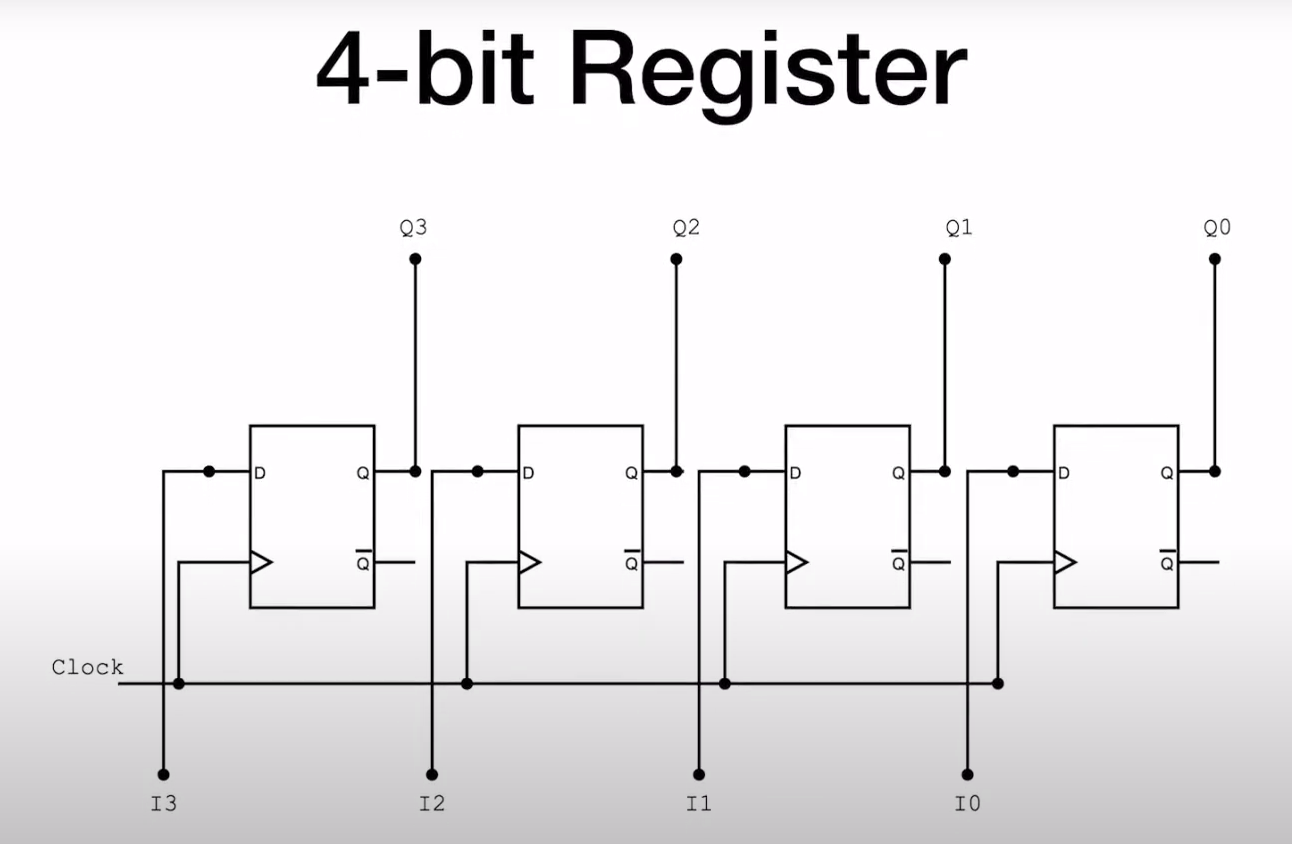 4-bit Register
Q3 Q2 Q1 Q0
D Q D Q D Q D Q
Q̅ Q̅ Q̅ Q̅
Clock
I3 I2 I1 I0